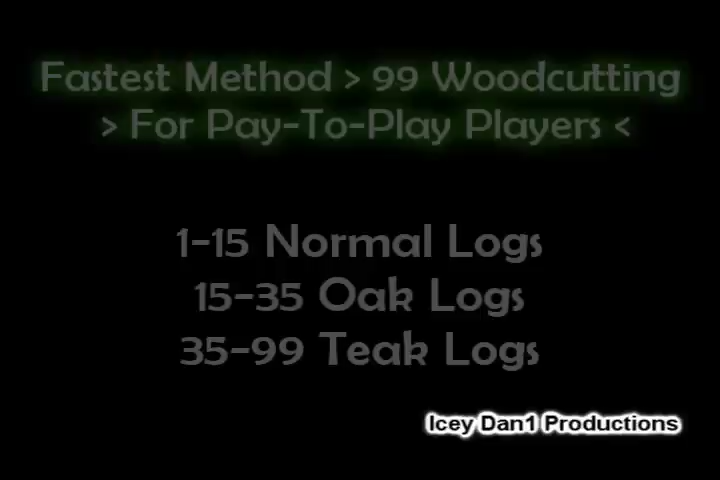 Fastest Method > 99 Woodcutting
> For Pay-To-Play Players <
1-15 Normal Logs
15-35 Oak Logs
35-99 Teak Logs
Icey Dan1 Productions